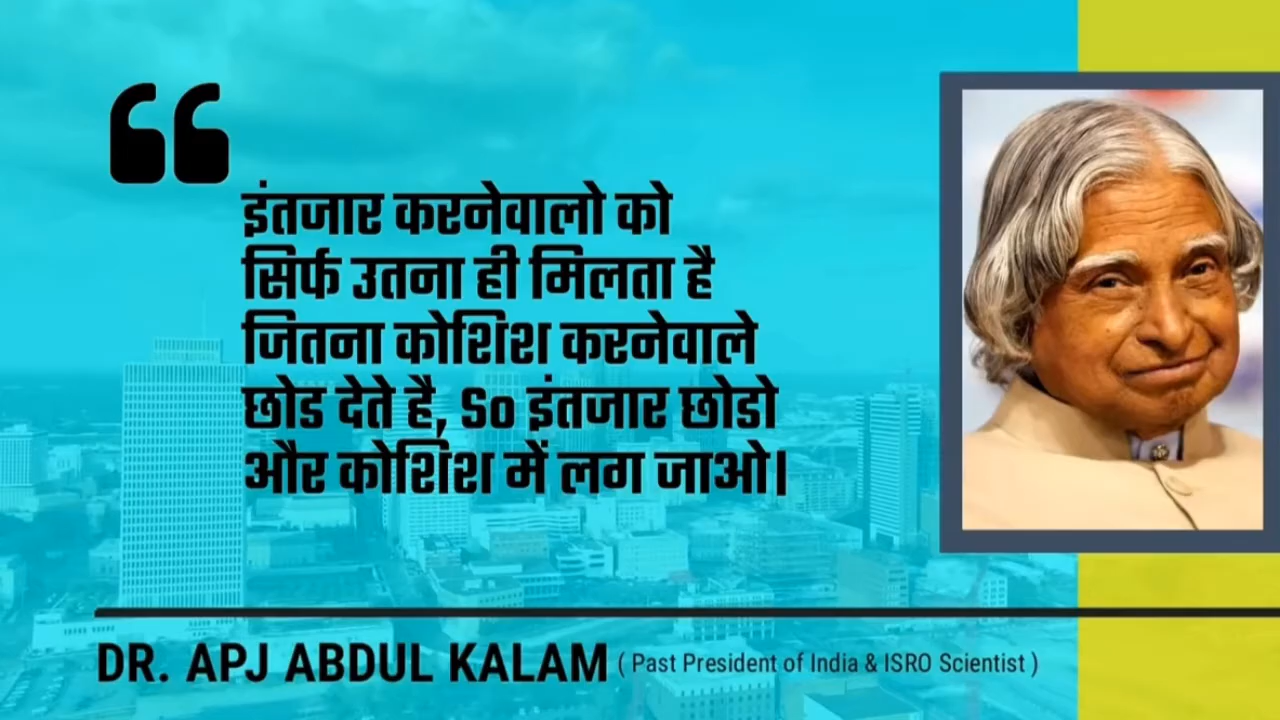 ❝
इंतजार करनेवालो को
सिर्फ उतना ही मिलता है
जितना कोशिश करनेवाले
छोड देते है, So इंतजार छोडो
और कोशिश में लग जाओ।
DR. APJ ABDUL KALAM ( Past President of India & ISRO Scientist )